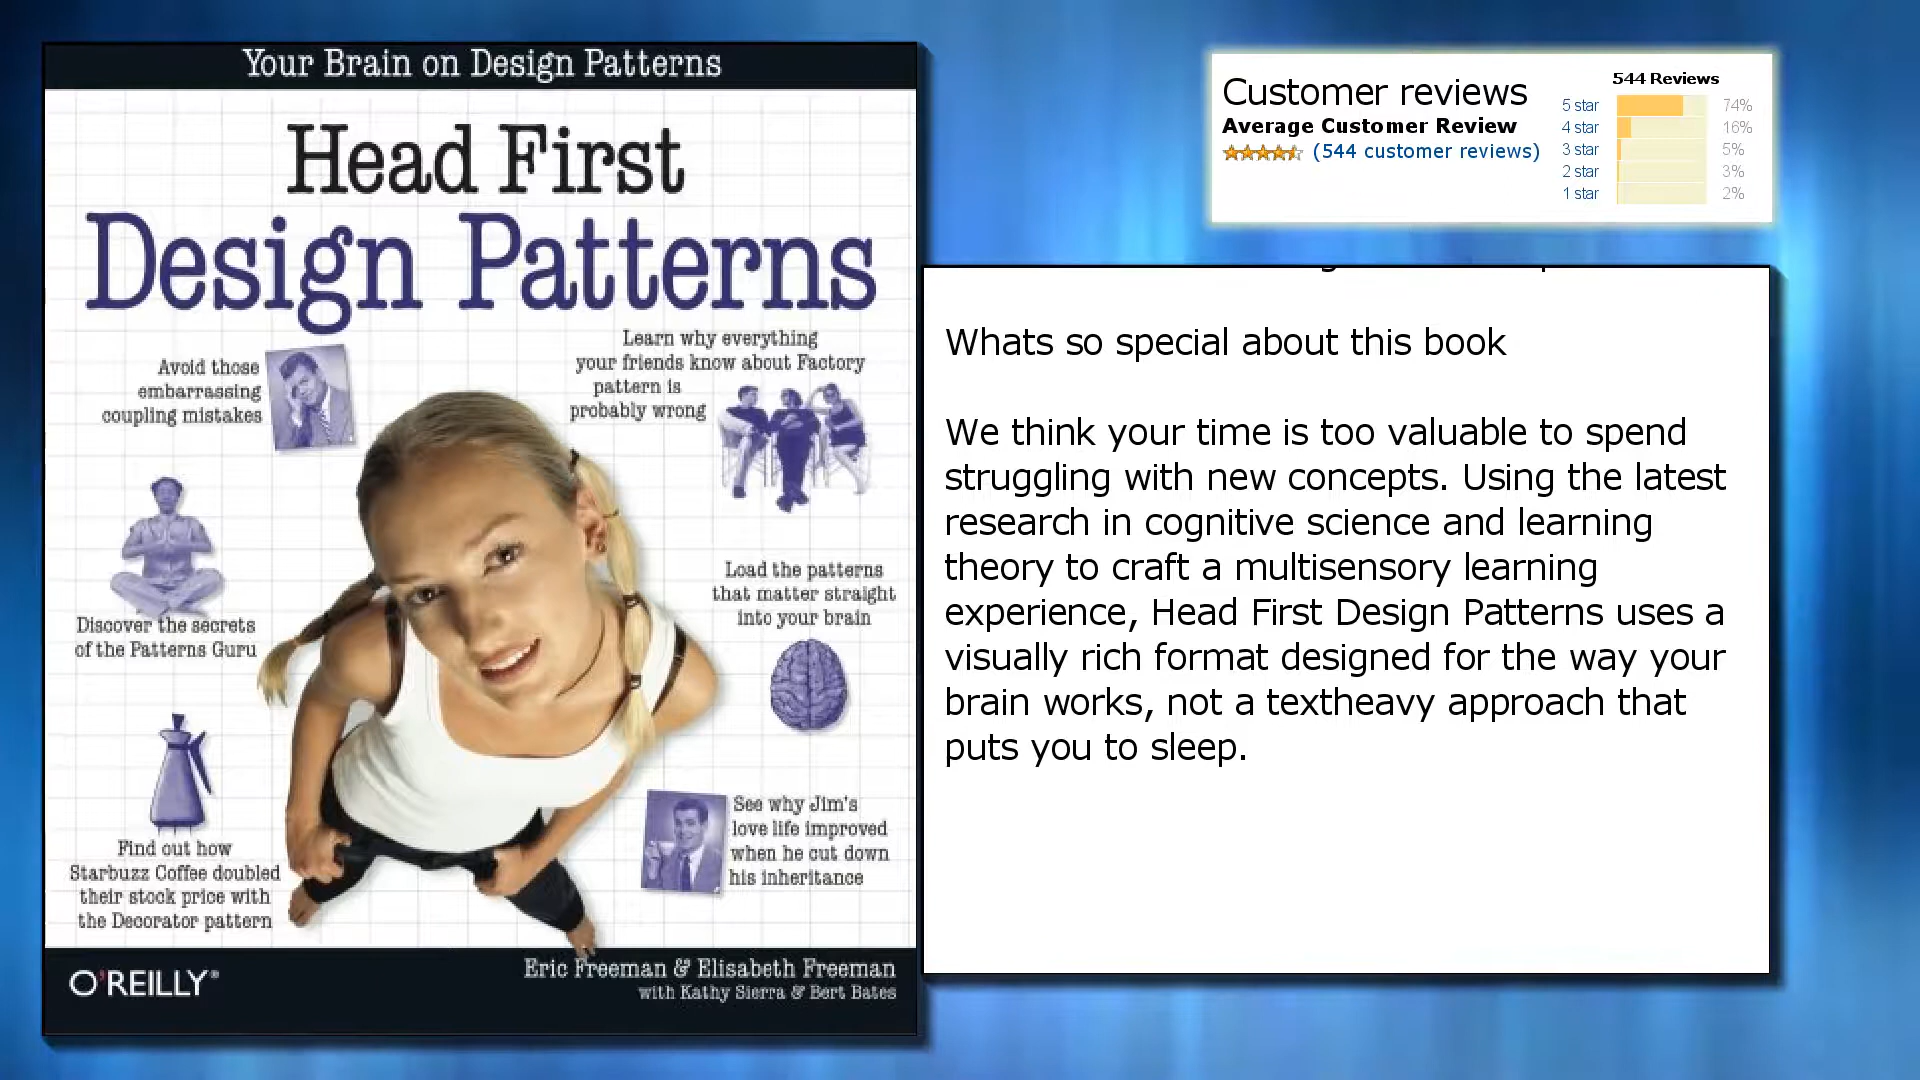 Your Brain on Design Patterns
Head First
Design Patterns
Avoid those
embarrassing
coupling mistakes
Learn why everything
your friends know about Factory
pattern is
probably wrong
Discover the secrets
of the Patterns Guru
Load the patterns
that matter straight
into your brain
Find out how
Starbuzz Coffee doubled
their stock price with
the Decorator pattern
See why Jim's
love life improved
when he cut down
his inheritance
O'REILLY®
Eric Freeman & Elisabeth Freeman
with Kathy Sierra & Bert Bates
Customer reviews
Average Customer Review
(544 customer reviews)
544 Reviews
5 star 74%
4 star 16%
3 star 5%
2 star 3%
1 star 2%
Whats so special about this book
We think your time is too valuable to spend
struggling with new concepts. Using the latest
research in cognitive science and learning
theory to craft a multisensory learning
experience, Head First Design Patterns uses a
visually rich format designed for the way your
brain works, not a textheavy approach that
puts you to sleep.